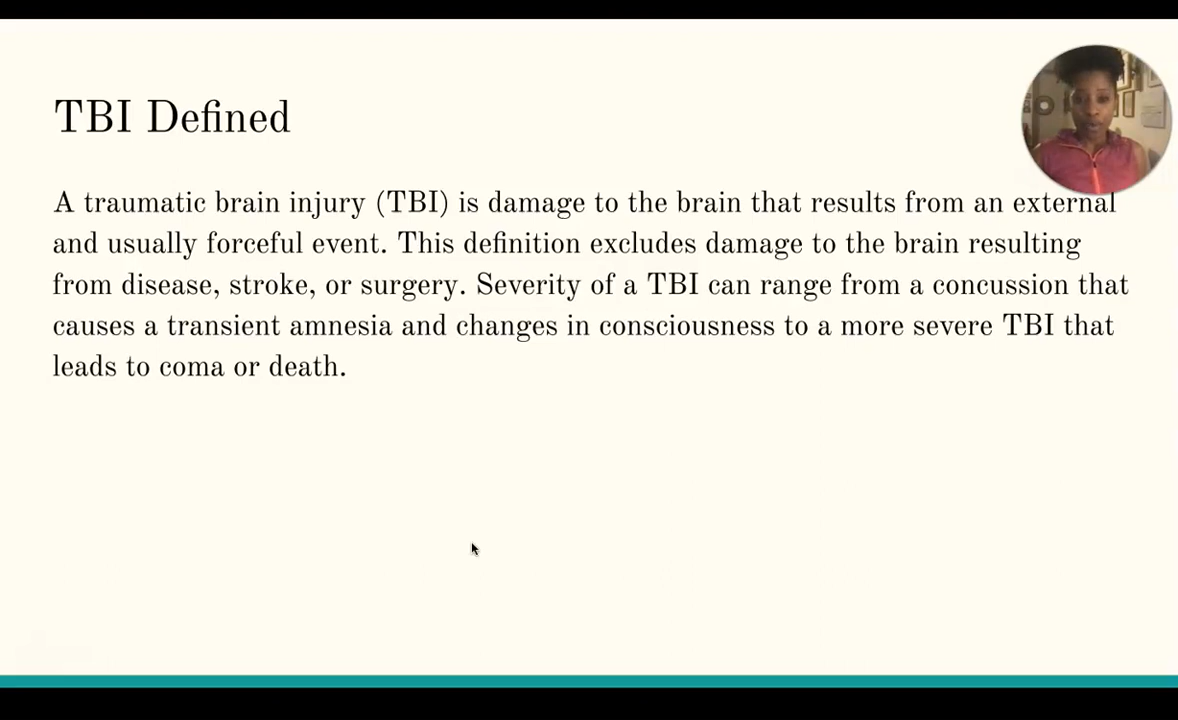 TBI Defined
A traumatic brain injury (TBI) is damage to the brain that results from an external
and usually forceful event. This definition excludes damage to the brain resulting
from disease, stroke, or surgery. Severity of a TBI can range from a concussion that
causes a transient amnesia and changes in consciousness to a more severe TBI that
leads to coma or death.